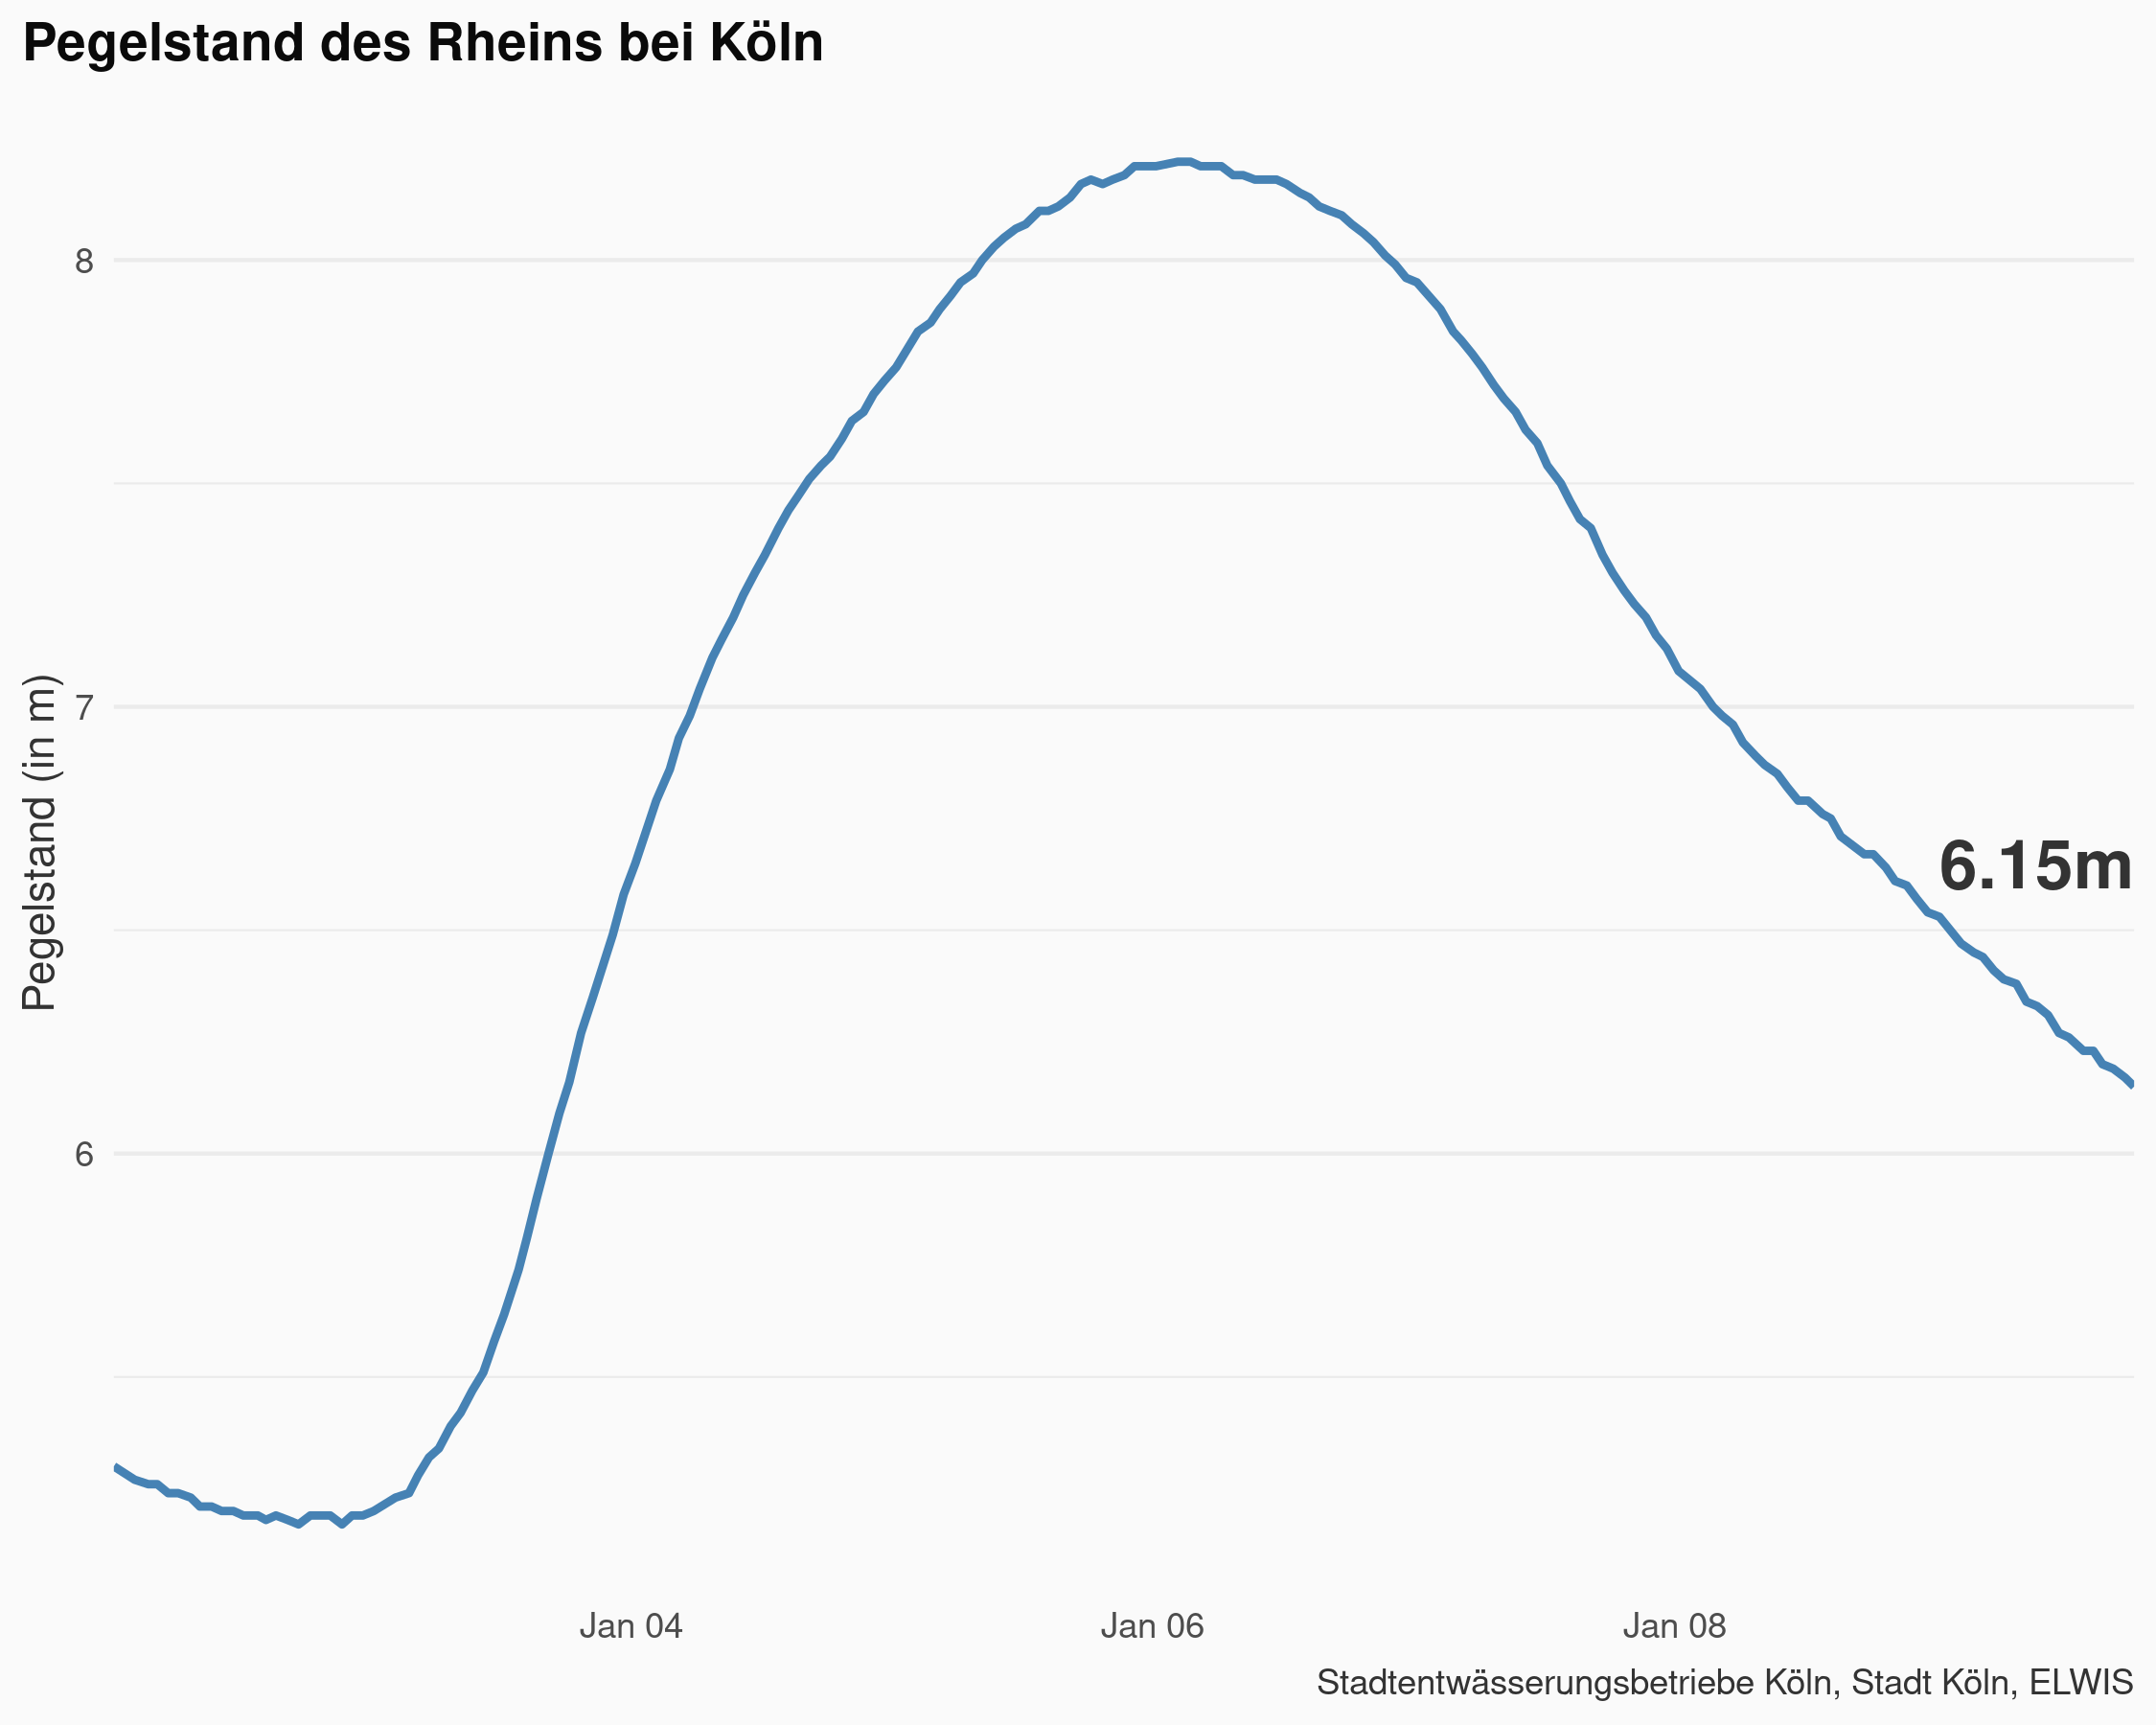 Pegelstand des Rheins bei Köln
Pegelstand (in m)
8
7
6
6.15m
Jan 04
Jan 06
Jan 08
Stadtentwässerungsbetriebe Köln, Stadt Köln, ELWIS